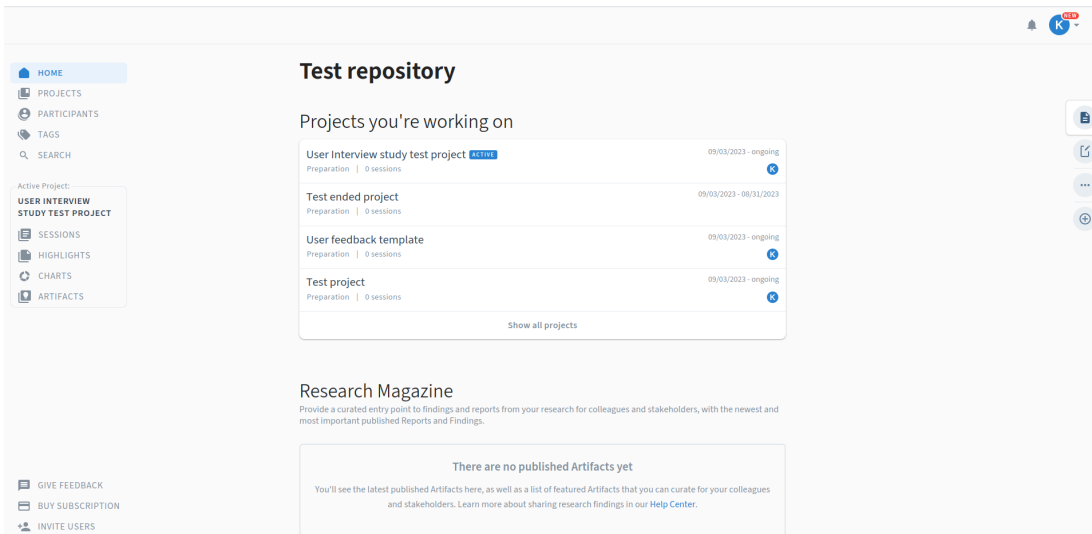 K
NEW
HOME
PROJECTS
PARTICIPANTS
TAGS
SEARCH
Active Project:
USER INTERVIEW
STUDY TEST PROJECT
SESSIONS
HIGHLIGHTS
CHARTS
ARTIFACTS
GIVE FEEDBACK
BUY SUBSCRIPTION
INVITE USERS
Test repository
Projects you're working on
User Interview study test project ACTIVE 09/03/2023 - ongoing
Preparation | 0 sessions K
Test ended project 09/03/2023 - 08/31/2023
Preparation | 0 sessions
User feedback template 09/03/2023 - ongoing
Preparation | 0 sessions K
Test project 09/03/2023 - ongoing
Preparation | 0 sessions K
Show all projects
Research Magazine
Provide a curated entry point to findings and reports from your research for colleagues and stakeholders, with the newest and
most important published Reports and Findings.
There are no published Artifacts yet
You'll see the latest published Artifacts here, as well as a list of featured Artifacts that you can curate for your colleagues
and stakeholders. Learn more about sharing research findings in our Help Center.